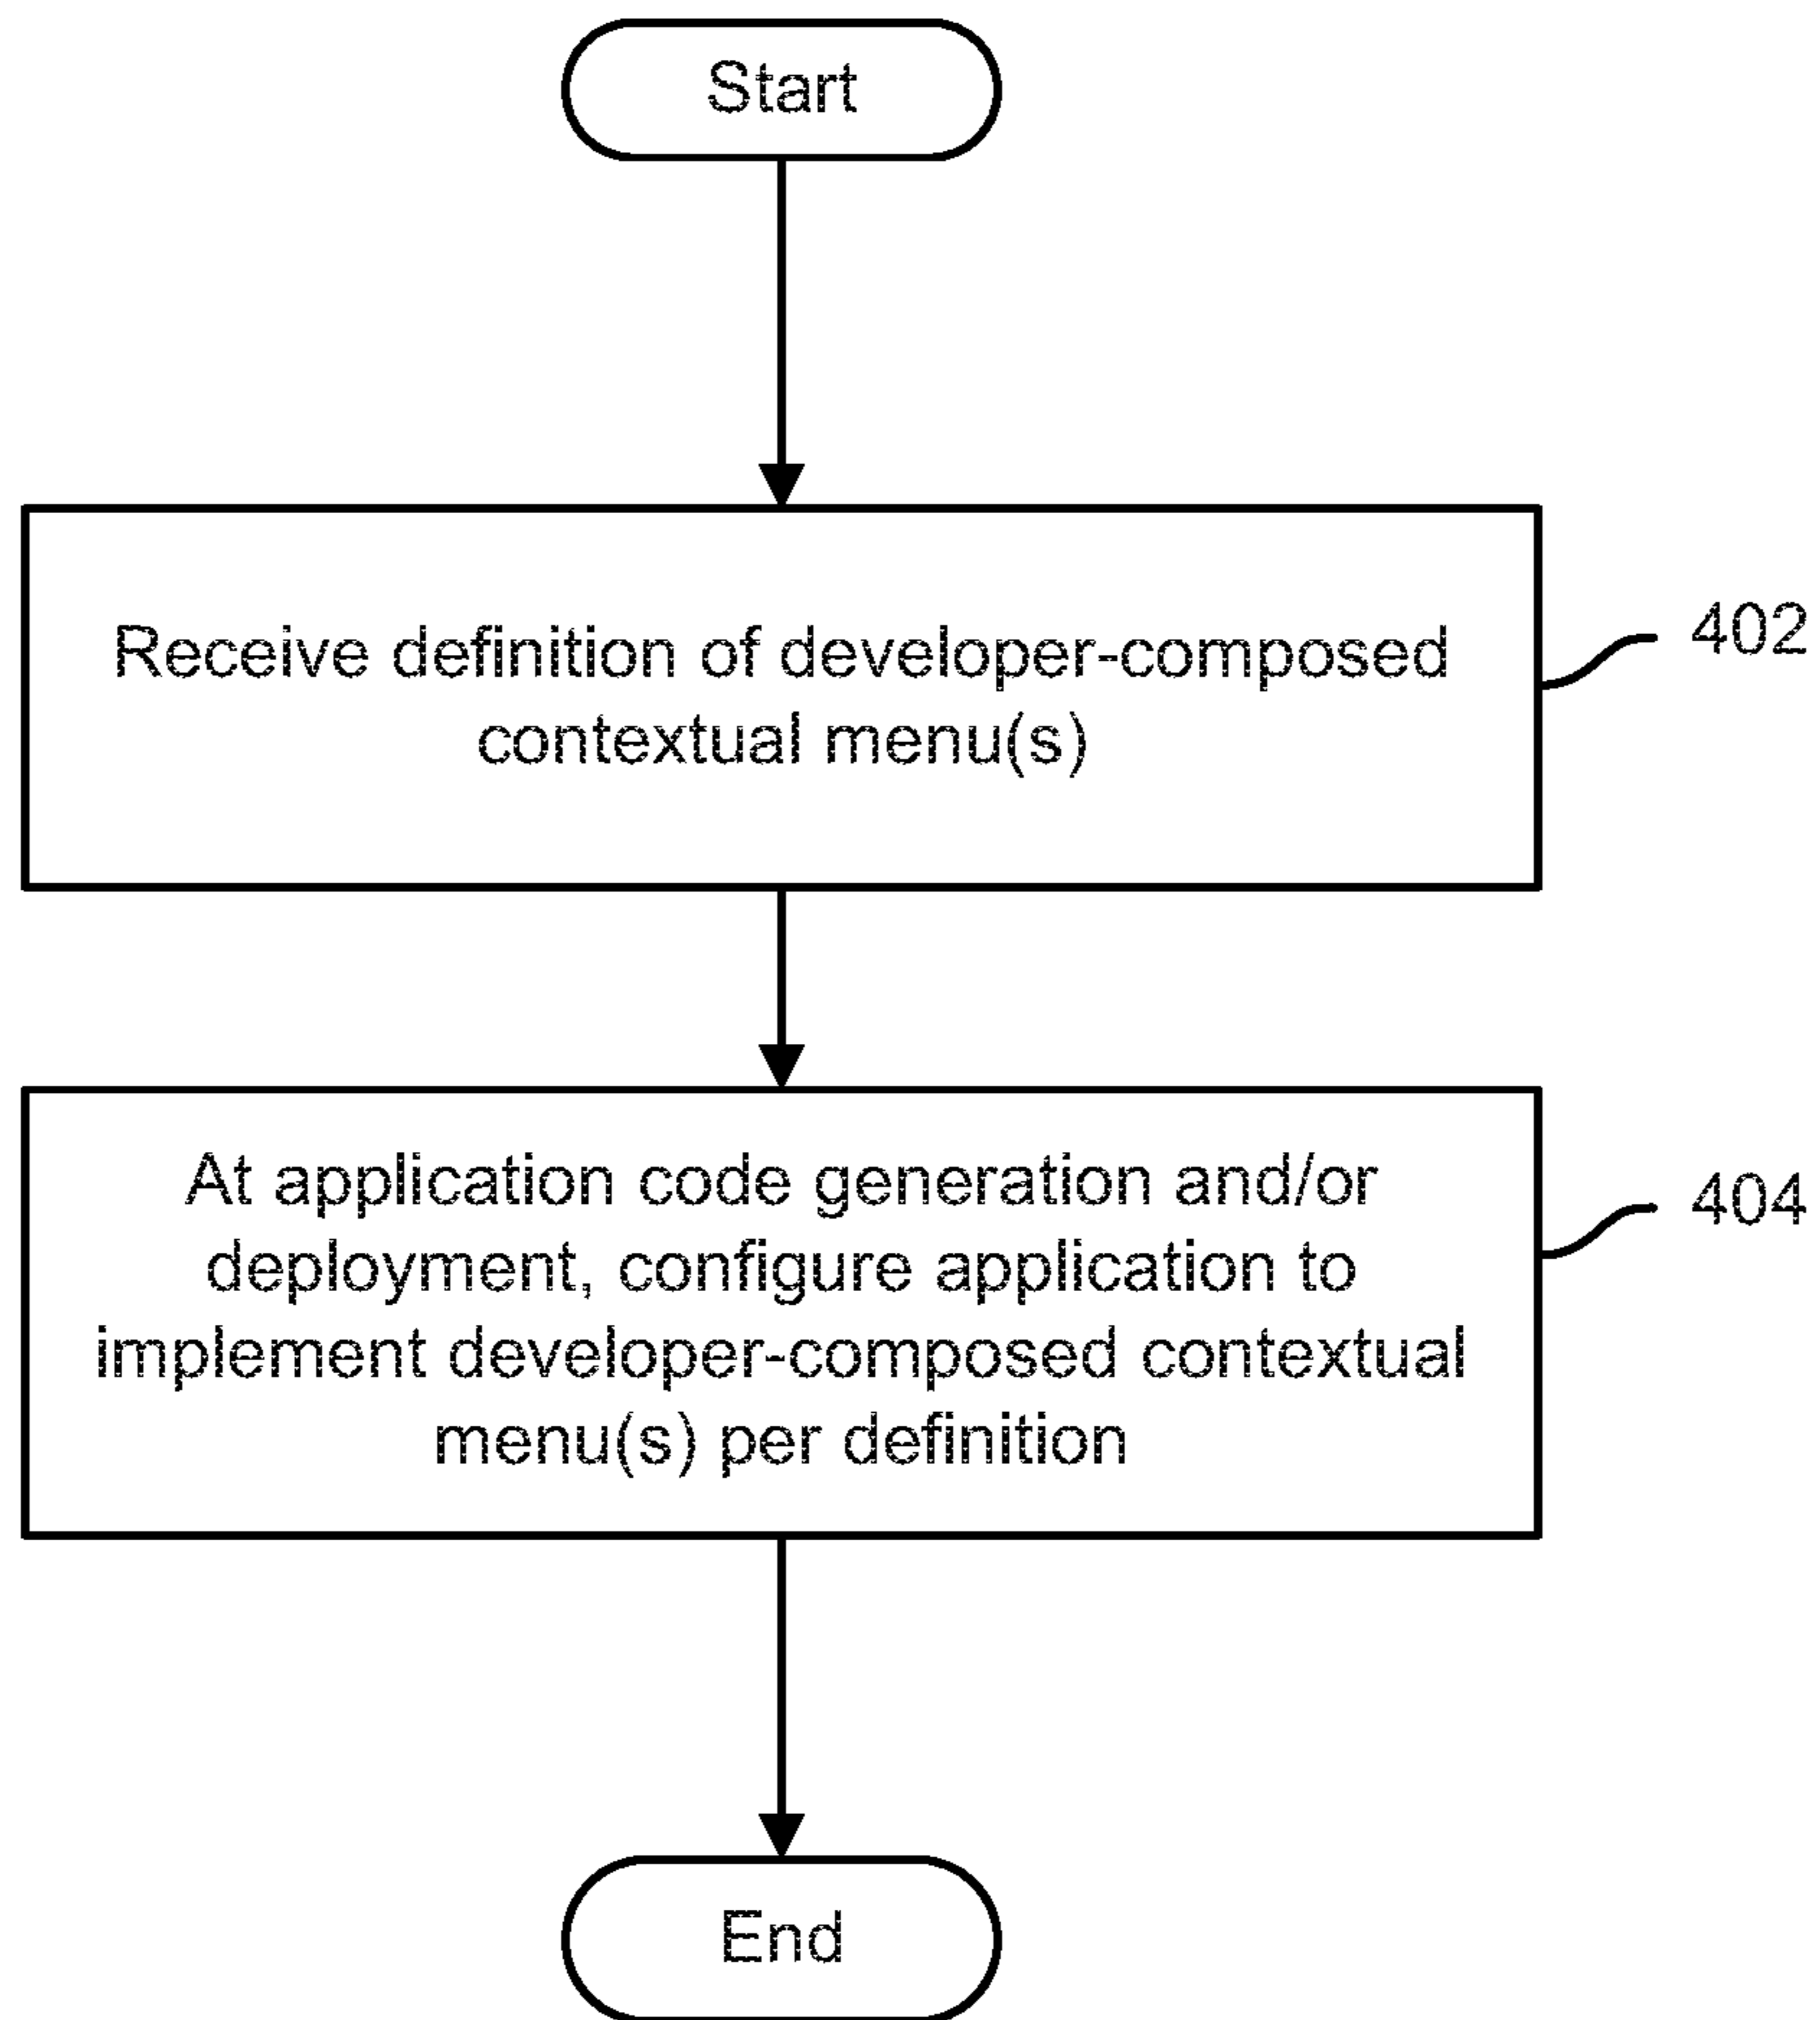 Start
Receive definition of developer-composed
contextual menu(s)
402
At application code generation and/or
deployment, configure application to
implement developer-composed contextual
menu(s) per definition
404
End